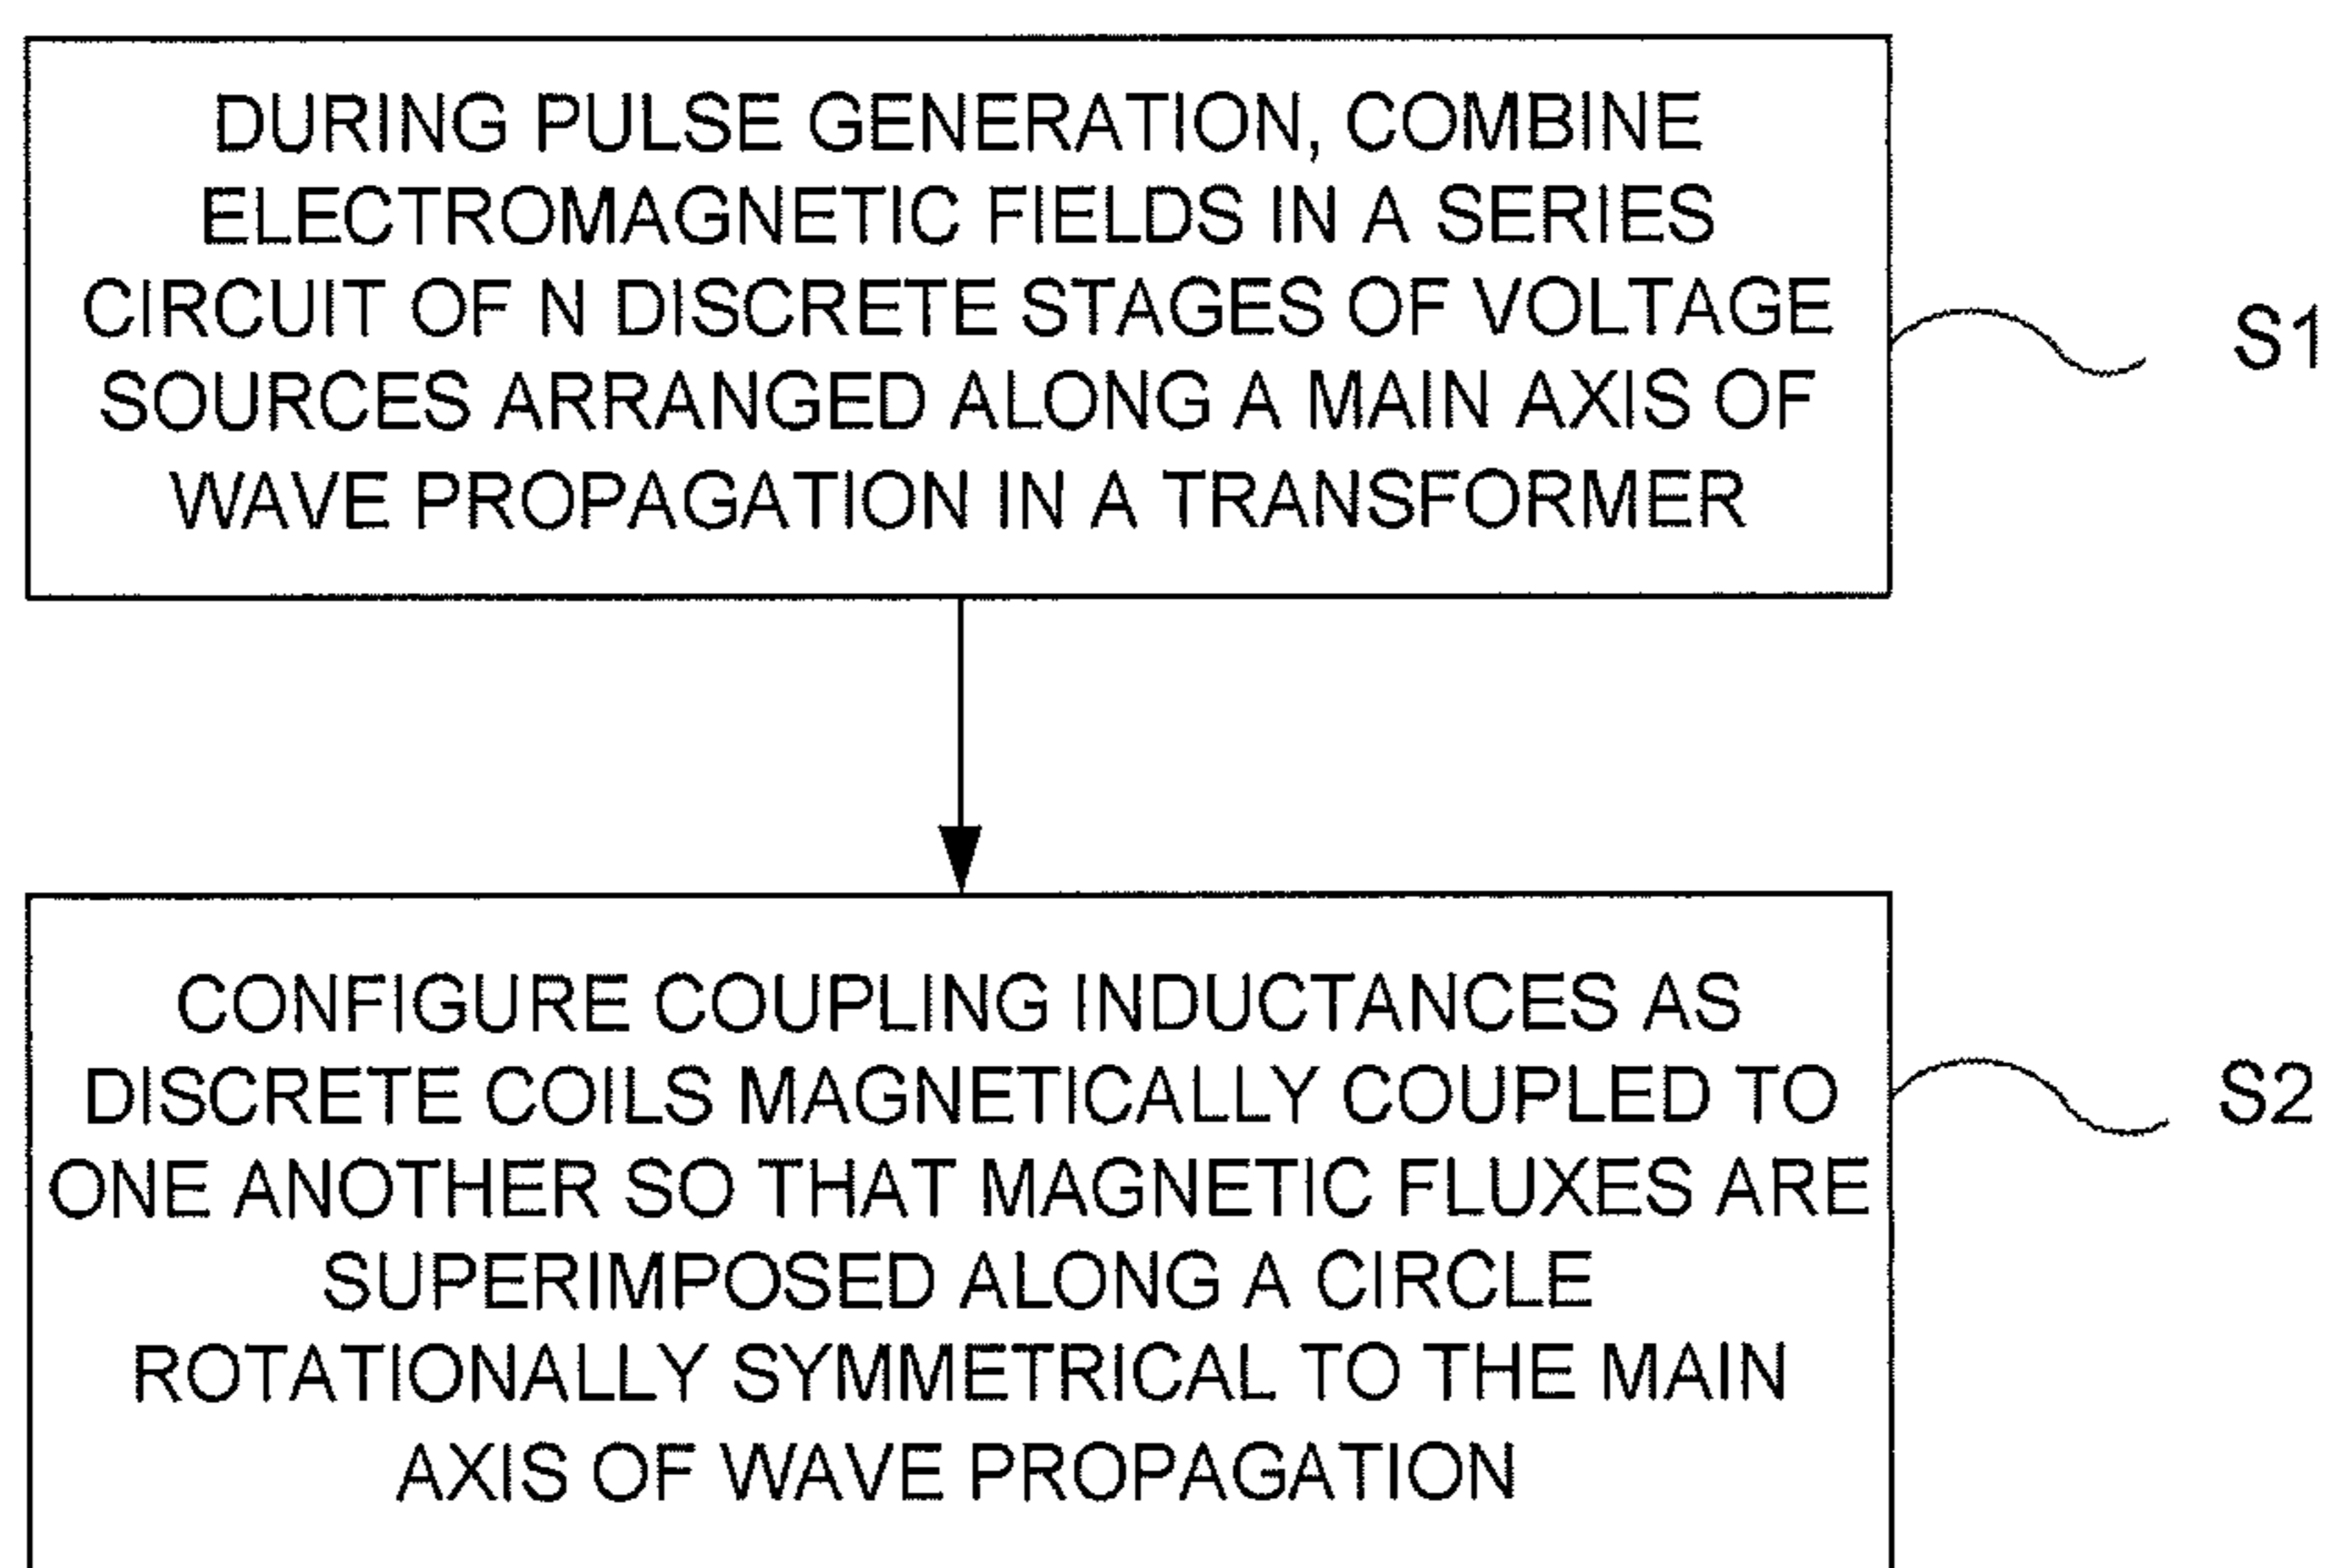 DURING PULSE GENERATION, COMBINE
ELECTROMAGNETIC FIELDS IN A SERIES
CIRCUIT OF N DISCRETE STAGES OF VOLTAGE
SOURCES ARRANGED ALONG A MAIN AXIS OF
WAVE PROPAGATION IN A TRANSFORMER
S1
CONFIGURE COUPLING INDUCTANCES AS
DISCRETE COILS MAGNETICALLY COUPLED TO
ONE ANOTHER SO THAT MAGNETIC FLUXES ARE
SUPERIMPOSED ALONG A CIRCLE
ROTATIONALLY SYMMETRICAL TO THE MAIN
AXIS OF WAVE PROPAGATION
S2